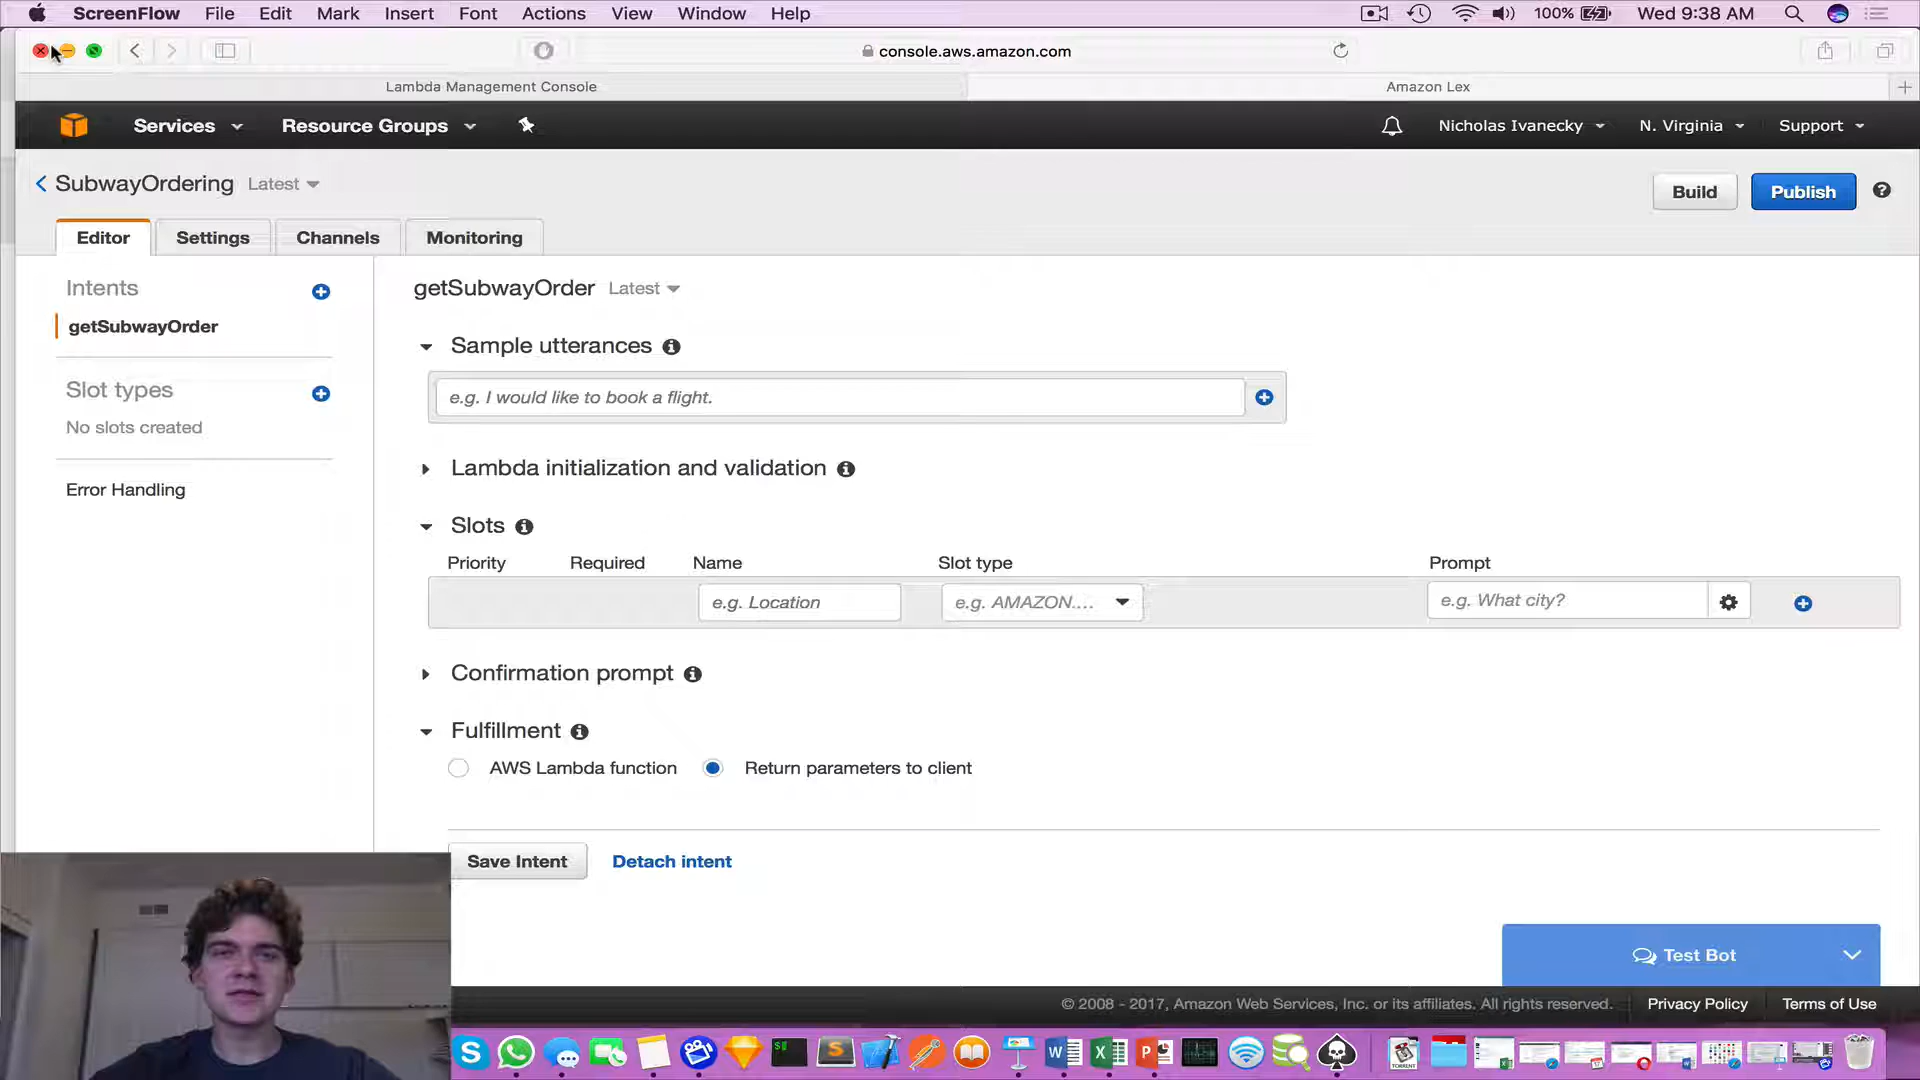 ScreenFlow File Edit Mark Insert Font Actions View Window Help 100% Wed 9:38 AM
console.aws.amazon.com
Lambda Management Console Amazon Lex
Services Resource Groups Nicholas Ivanecky N. Virginia Support
SubwayOrdering Latest Build Publish
Editor Settings Channels Monitoring
Intents
getSubwayOrder
Slot types
No slots created
Error Handling
getSubwayOrder Latest
Sample utterances
e.g. I would like to book a flight.
Lambda initialization and validation
Slots
Priority Required Name Slot type Prompt
e.g. Location e.g. AMAZON.... e.g. What city?
Confirmation prompt
Fulfillment
AWS Lambda function Return parameters to client
Save Intent Detach intent
Test Bot
© 2008 - 2017, Amazon Web Services, Inc. or its affiliates. All rights reserved. Privacy Policy Terms of Use